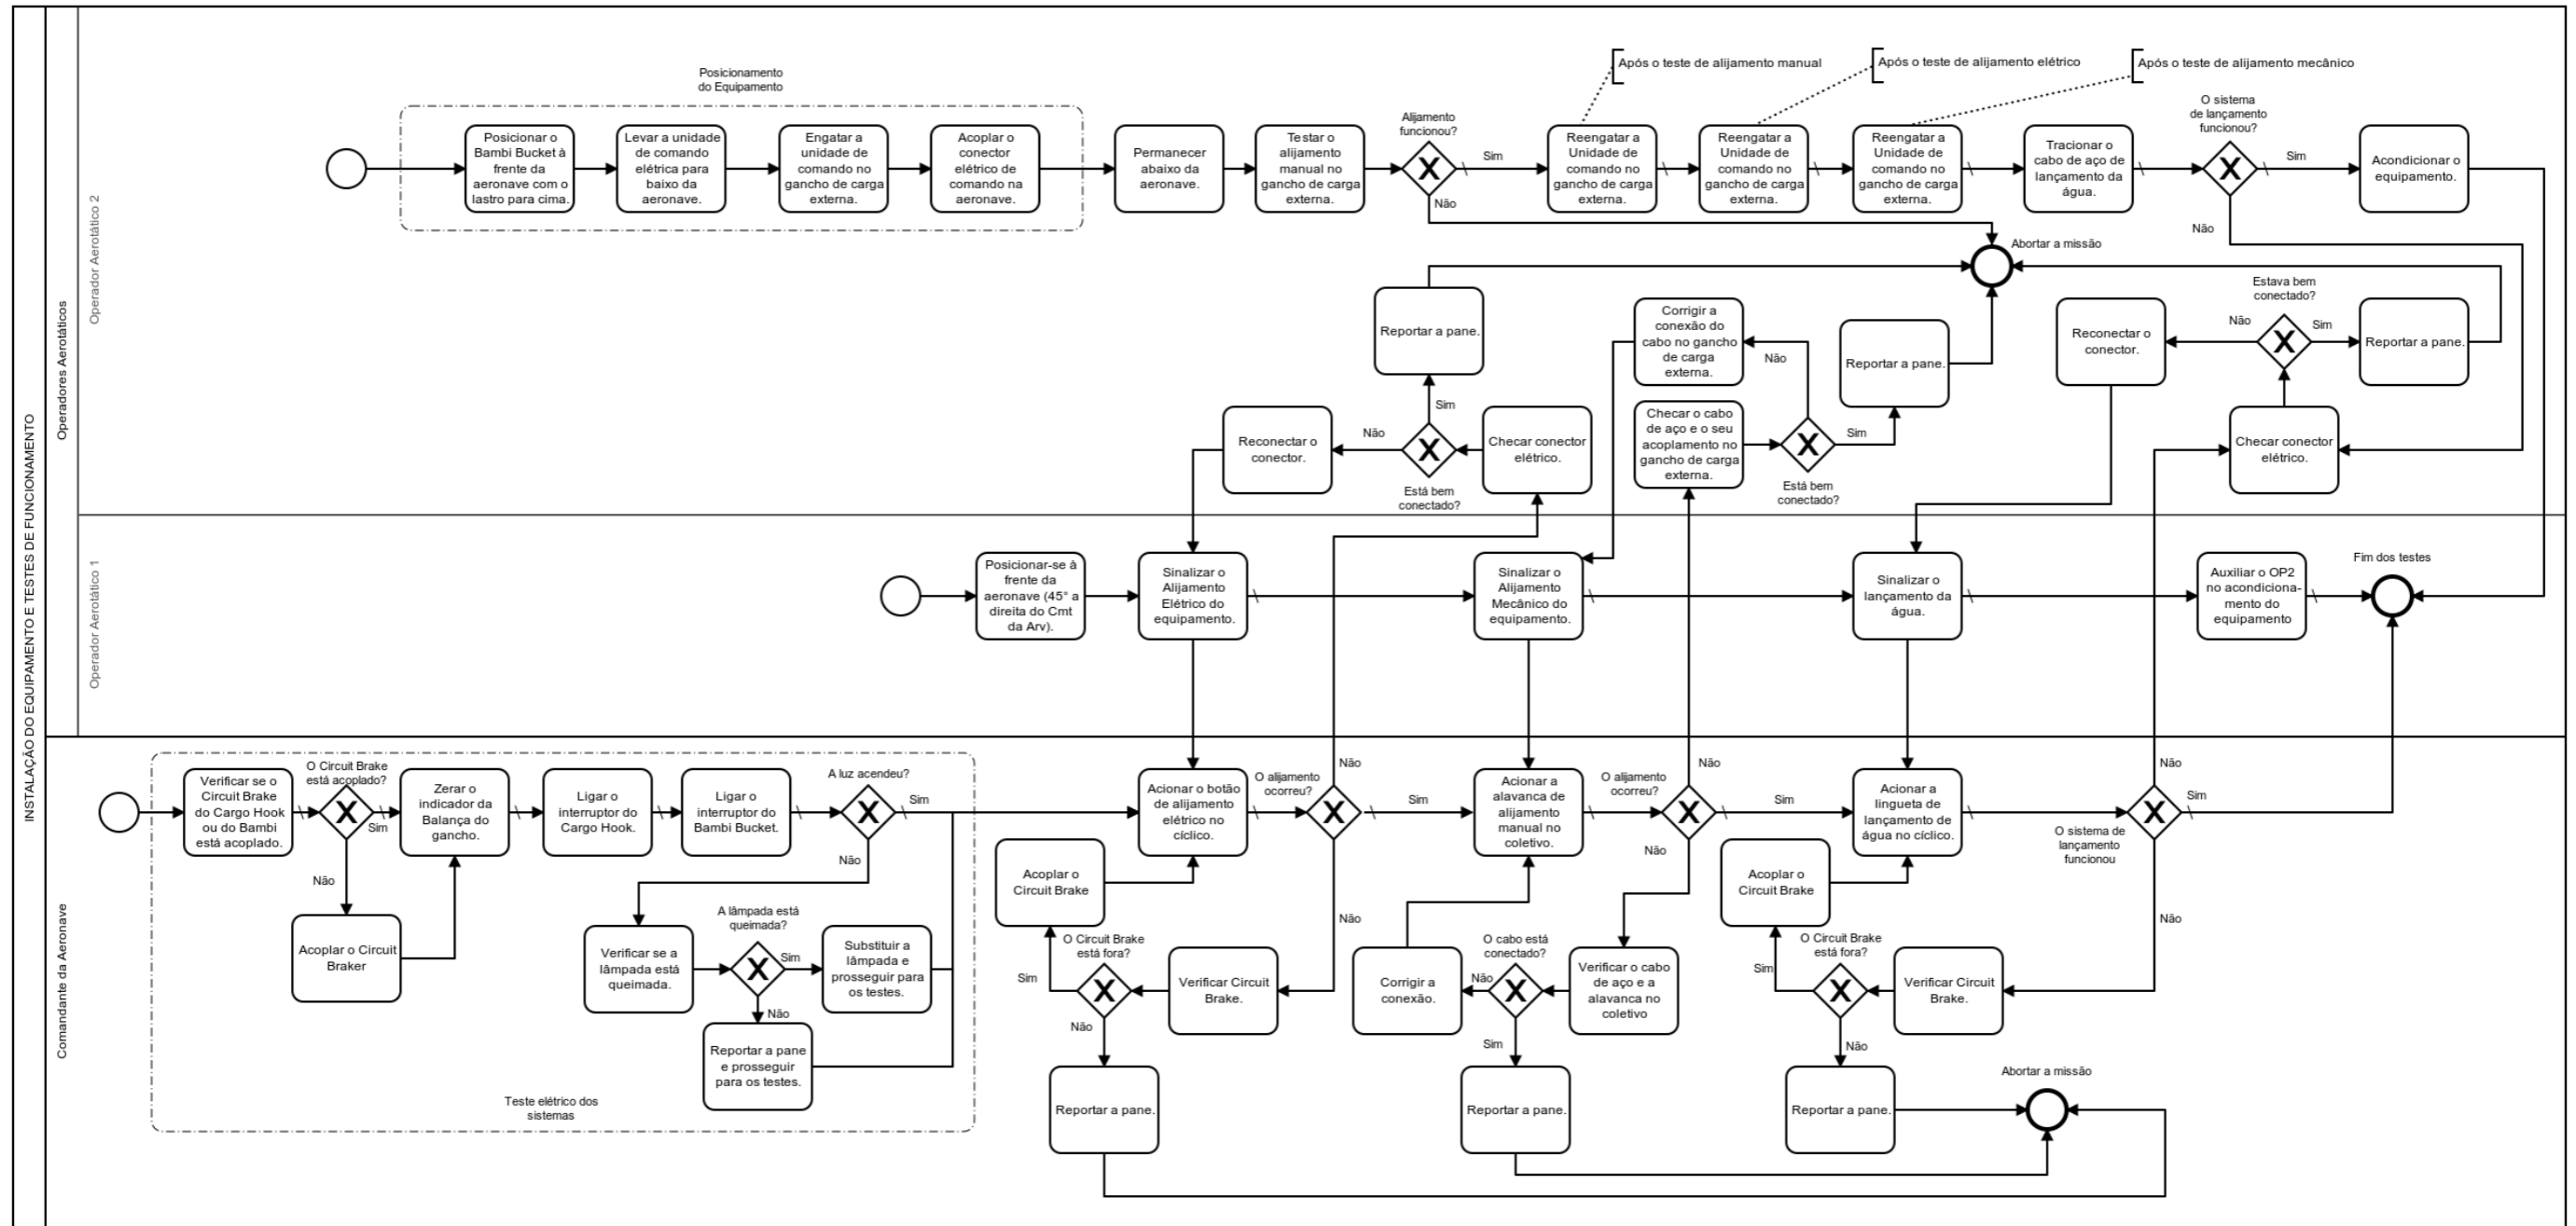 INSTALAÇÃO DO EQUIPAMENTO E TESTES DE FUNCIONAMENTO
Operadores Aerotáticos
Operador Aerotático 2
Posicionamento
do Equipamento
Posicionar o
Bambi Bucket à
frente da
aeronave com o
lastro para cima.
Levar a unidade
de comando
elétrica para
baixo da
aeronave.
Engatar a
unidade de
comando no
gancho de carga
externa.
Acoplar o
conector
elétrico de
comando na
aeronave.
Permanecer
abaixo da
aeronave.
Testar o
alijamento
manual no
gancho de carga
externa.
Alijamento
funcionou?
Sim
Não
Após o teste de alijamento manual
Reengatar a
Unidade de
comando no
gancho de carga
externa.
Após o teste de alijamento elétrico
Reengatar a
Unidade de
comando no
gancho de carga
externa.
Após o teste de alijamento mecânico
Reengatar a
Unidade de
comando no
gancho de carga
externa.
Tracionar o
cabo de aço de
lançamento da
água.
O sistema
de lançamento
funcionou?
Sim
Não
Acondicionar o
equipamento.
Abortar a missão
Reportar a pane.
Sim
Reconectar o
conector.
Não
Está bem
conectado?
Checar conector
elétrico.
Corrigir a
conexão do
cabo no gancho
de carga
externa.
Não
Checar o cabo
de aço e o seu
acoplamento no
gancho de carga
externa.
Sim
Está bem
conectado?
Reportar a pane.
Reconectar o
conector.
Não
Estava bem
conectado?
Sim
Reportar a pane.
Checar conector
elétrico.
Operador Aerotático 1
Posicionar-se à
frente da
aeronave (45° a
direita do Cmt
da Arv).
Sinalizar o
Alijamento
Elétrico do
equipamento.
Sinalizar o
Alijamento
Mecânico do
equipamento.
Sinalizar o
lançamento da
água.
Auxiliar o OP2
no acondiciona-
mento do
equipamento
Fim dos testes
Comandante da Aeronave
Verificar se o
Circuit Brake
do Cargo Hook
ou do Bambi
está acoplado.
O Circuit Brake
está acoplado?
Sim
Não
Acoplar o Circuit
Braker
Zerar o
indicador da
Balança do
gancho.
Ligar o
interruptor do
Cargo Hook.
Ligar o
interruptor do
Bambi Bucket.
A luz acendeu?
Sim
Não
Verificar se a
lâmpada está
queimada.
A lâmpada está
queimada?
Sim
Não
Substituir a
lâmpada e
prosseguir para
os testes.
Reportar a pane
e prosseguir
para os testes.
Teste elétrico dos
sistemas
Acionar o botão
de alijamento
elétrico no
cíclico.
O alijamento
ocorreu?
Não
Sim
Não
Acoplar o
Circuit Brake
Sim
O Circuit Brake
está fora?
Não
Verificar Circuit
Brake.
Reportar a pane.
Acionar a
alavanca de
alijamento
manual no
coletivo.
O alijamento
ocorreu?
Não
Sim
Não
Corrigir a
conexão.
Não
O cabo está
conectado?
Sim
Verificar o cabo
de aço e a
alavanca no
coletivo
Reportar a pane.
Acionar a
lingueta de
lançamento de
água no cíclico.
O sistema de
lançamento
funcionou
Não
Sim
Não
Acoplar o
Circuit Brake
Sim
O Circuit Brake
está fora?
Não
Verificar Circuit
Brake.
Reportar a pane.
Abortar a missão